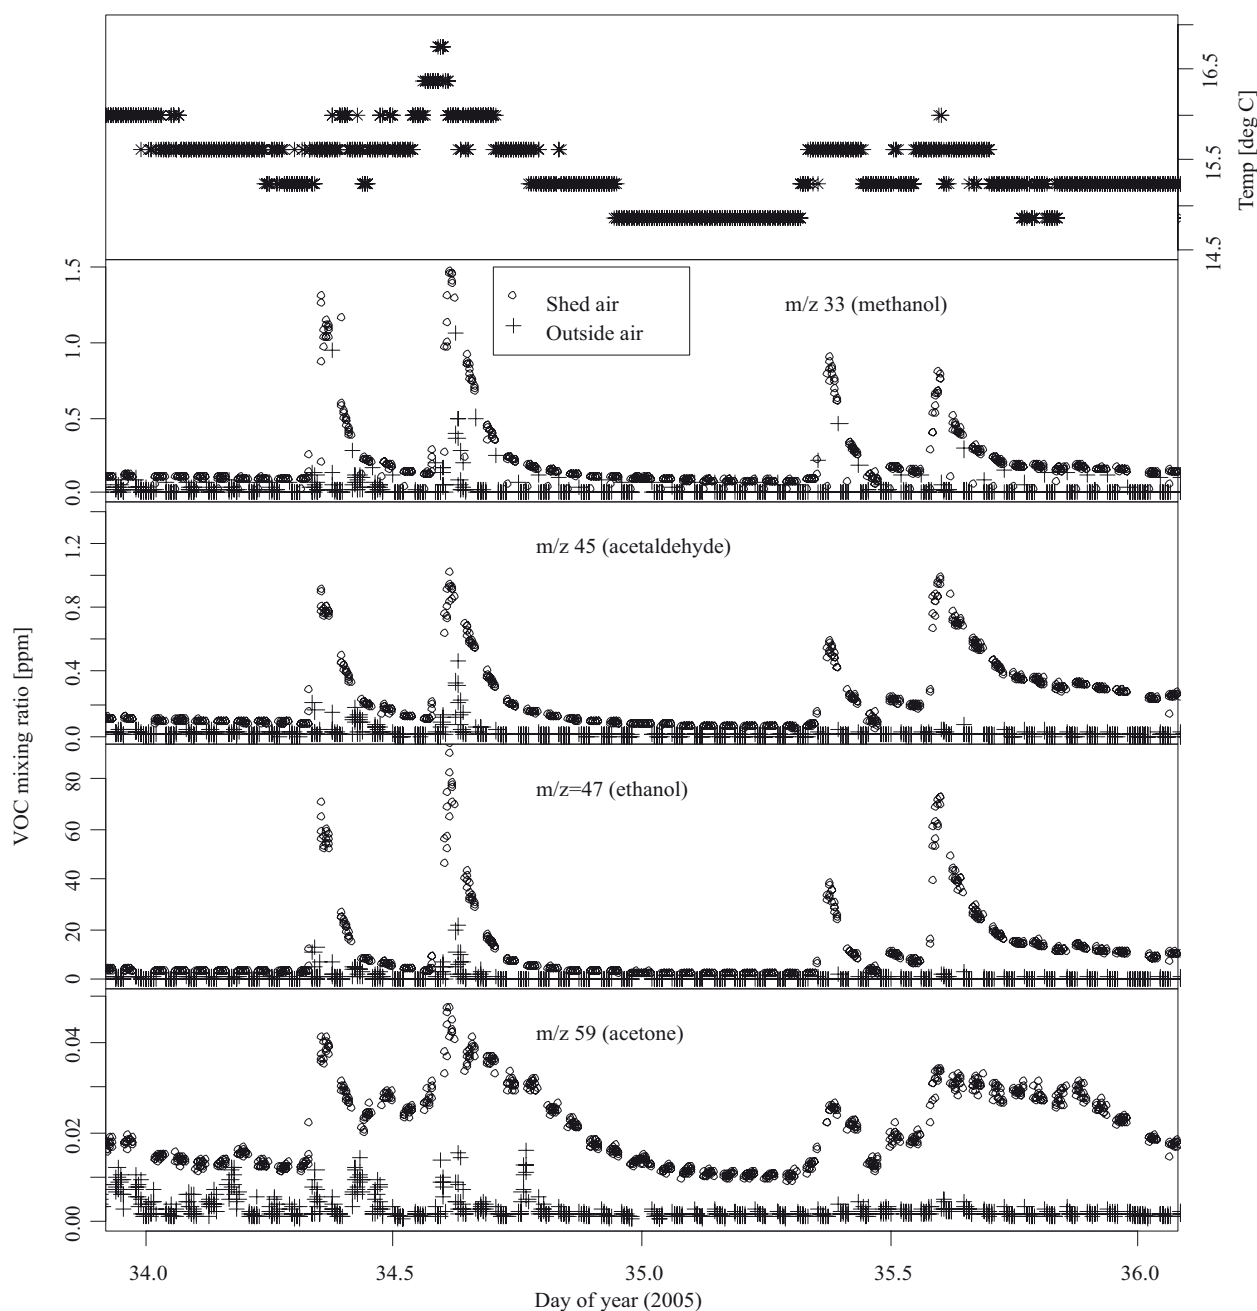 16.5
15.5
14.5
Temp [deg C]
1.5
1.0
0.5
0.0
Shed air
Outside air
m/z 33 (methanol)
1.2
0.8
0.4
0.0
m/z 45 (acetaldehyde)
VOC mixing ratio [ppm]
80
60
40
20
0
m/z=47 (ethanol)
0.04
0.02
0.00
m/z 59 (acetone)
34.0 34.5 35.0 35.5 36.0
Day of year (2005)